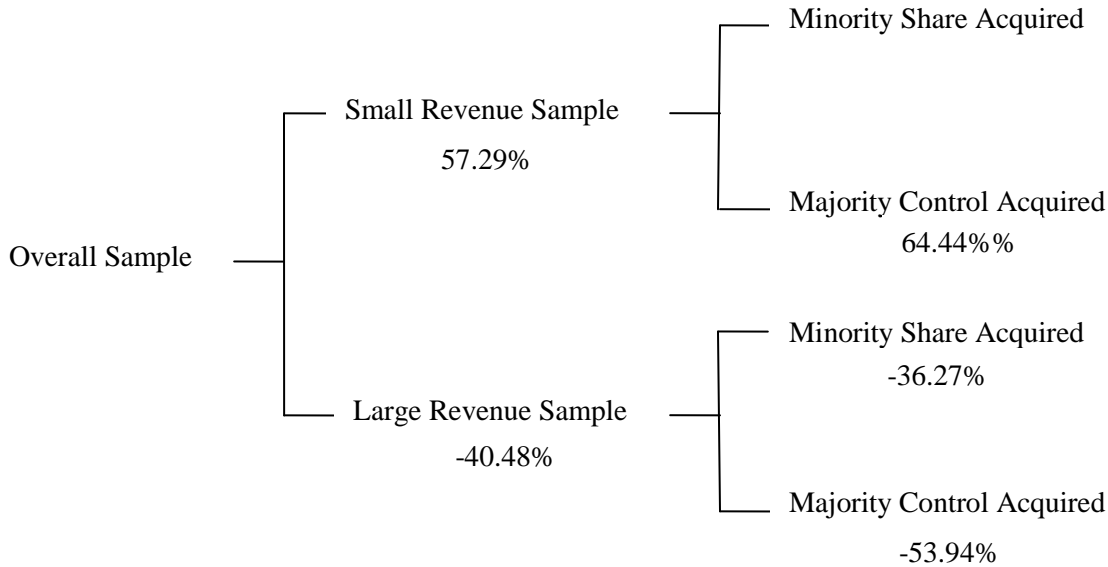 Minority Share Acquired
Small Revenue Sample
57.29%
Majority Control Acquired
64.44%%
Overall Sample
Minority Share Acquired
-36.27%
Large Revenue Sample
-40.48%
Majority Control Acquired
-53.94%